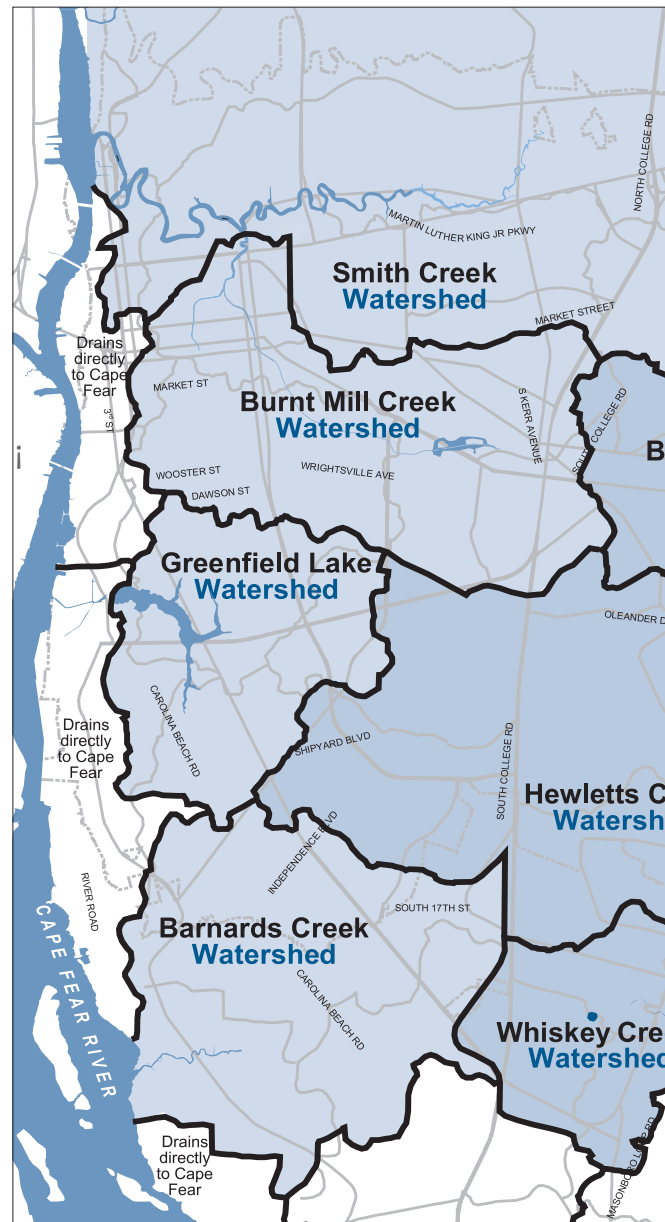 NORTH COLLEGE RD
MARTIN LUTHER KING JR PKWY
Smith Creek
Watershed
MARKET STREET
Drains
directly
to Cape
Fear
3rd ST
MARKET ST
Burnt Mill Creek
Watershed
S KERR AVENUE
SOUTH COLLEGE RD
B
WOOSTER ST
WRIGHTSVILLE AVE
DAWSON ST
Greenfield Lake
Watershed
OLEANDER D
CAROLINA BEACH RD
Drains
directly
to Cape
Fear
SHIPYARD BLVD
SOUTH COLLEGE RD
Hewletts C
Watersh
INDEPENDENCE BLVD
RIVER ROAD
SOUTH 17TH ST
CAPE FEAR RIVER
Barnards Creek
Watershed
CAROLINA BEACH RD
Whiskey Cre
Watershed
Drains
directly
to Cape
Fear
MASONBORO LOOP RD